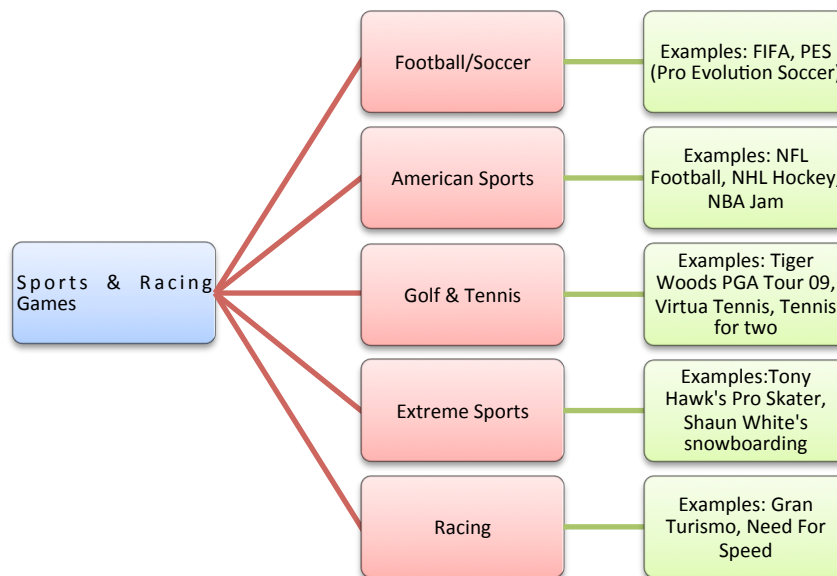 Sports & Racing
Games
Football/Soccer
Examples: FIFA, PES
(Pro Evolution Soccer)
American Sports
Examples: NFL
Football, NHL Hockey,
NBA Jam
Golf & Tennis
Examples: Tiger
Woods PGA Tour 09,
Virtua Tennis, Tennis
for two
Extreme Sports
Examples:Tony
Hawk's Pro Skater,
Shaun White's
snowboarding
Racing
Examples: Gran
Turismo, Need For
Speed